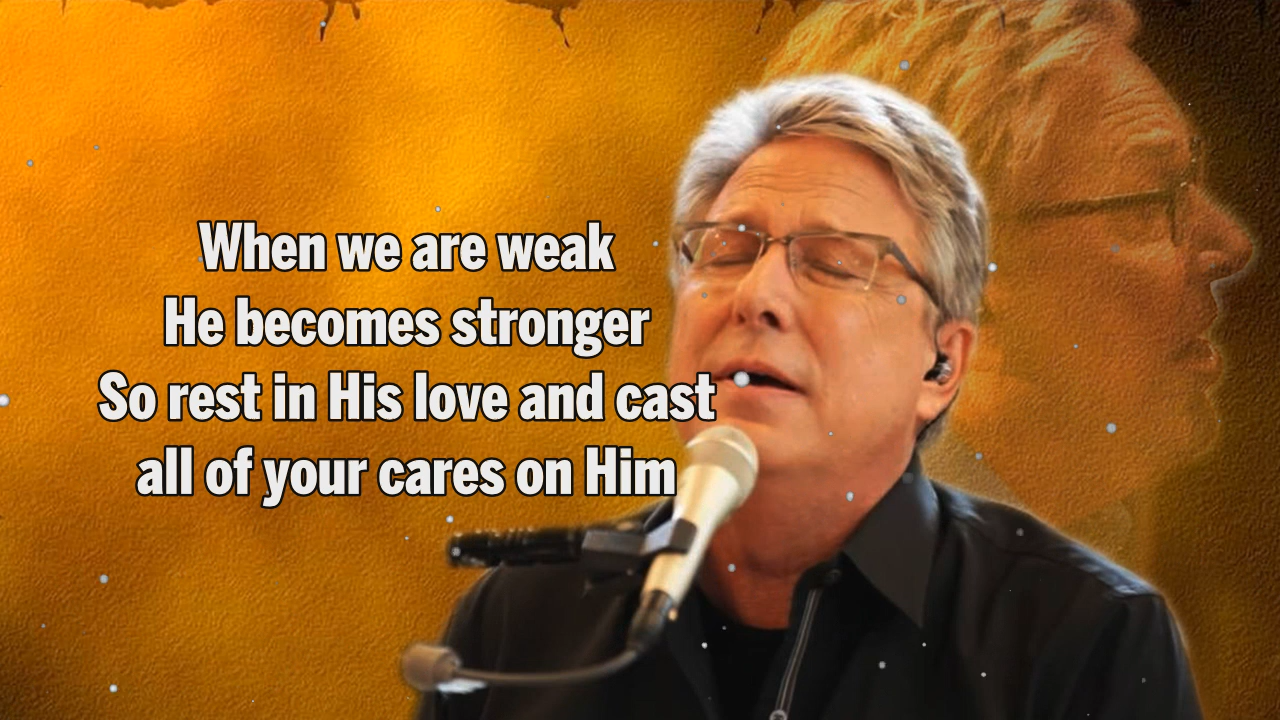 When we are weak
He becomes stronger
So rest in His love and cast
all of your cares on Him